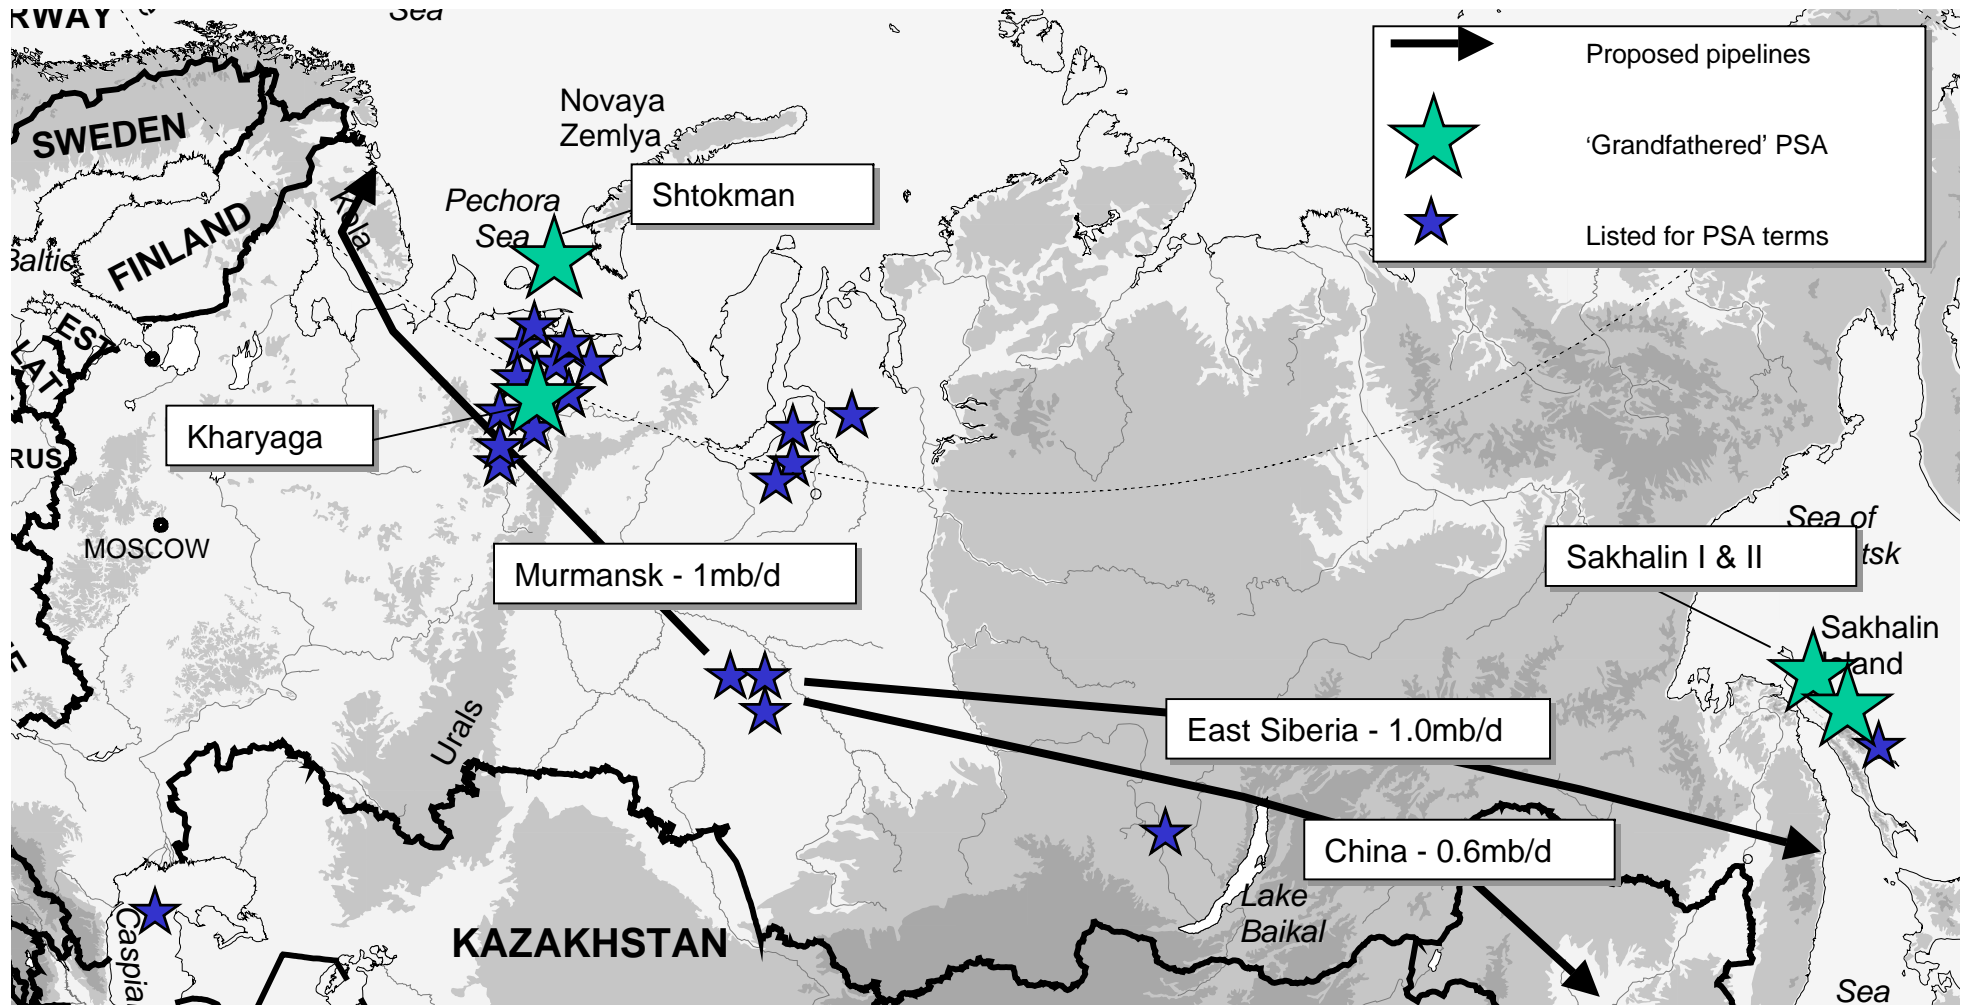 RWAY
Sea
Proposed pipelines
Novaya
Zemlya
SWEDEN
'Grandfathered' PSA
Shtokman
Pechora
Sea
Kola
FINLAND
Listed for PSA terms
Baltic
EST
LAT
Kharyaga
RUS
MOSCOW
Sea of
tsk
Sakhalin I & II
Murmansk - 1mb/d
Sakhalin
Island
Urals
East Siberia - 1.0mb/d
China - 0.6mb/d
Lake
Baikal
Caspia
KAZAKHSTAN
Sea